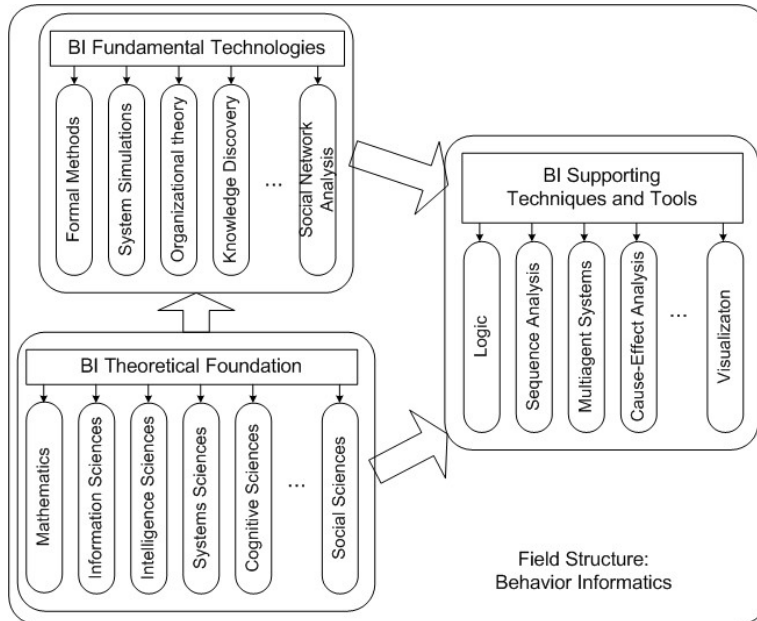 BI Fundamental Technologies
Formal Methods
System Simulations
Organizational theory
Knowledge Discovery
...
Social Network
Analysis
BI Supporting
Techniques and Tools
Logic
Sequence Analysis
Multiagent Systems
Cause-Effect Analysis
...
Visualizaton
BI Theoretical Foundation
Mathematics
Information Sciences
Intelligence Sciences
Systems Sciences
Cognitive Sciences
...
Social Sciences
Field Structure:
Behavior Informatics